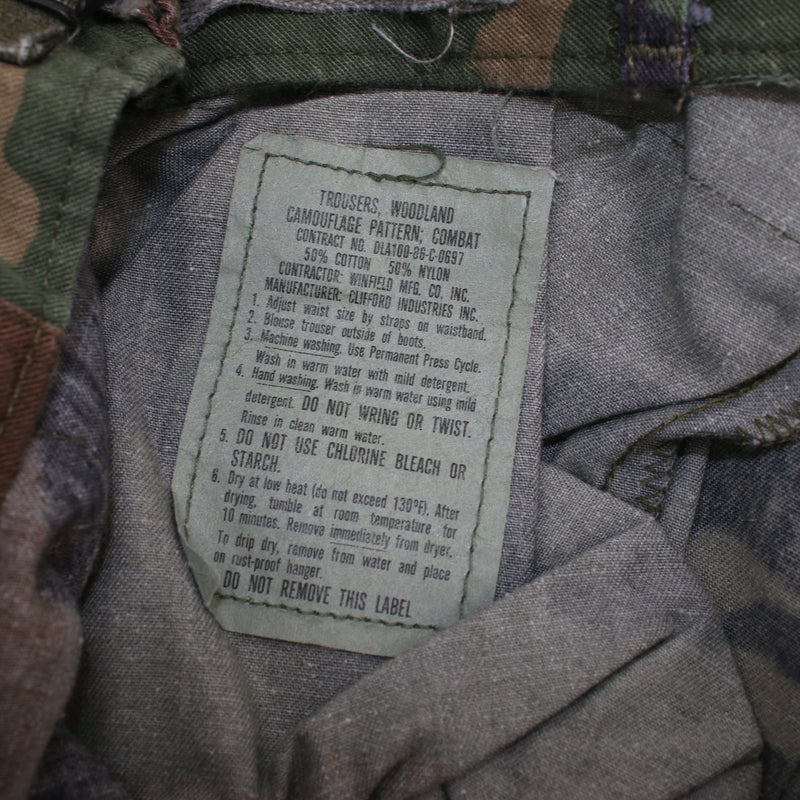 TROUSERS, WOODLAND
CAMOUFLAGE PATTERN; COMBAT
CONTRACT NO. DLA100-86-C-0697
50% COTTON 50% NYLON
CONTRACTOR: WINFIELD MFG. CO. INC.
MANUFACTURER: CLIFFORD INDUSTRIES INC.
1. Adjust waist size by straps on waistband.
2. Blouse trouser outside of boots.
3. Machine washing. Use Permanent Press Cycle.
Wash in warm water with mild detergent.
4. Hand washing. Wash in warm water using mild
detergent. DO NOT WRING OR TWIST.
Rinse in clean warm water.
5. DO NOT USE CHLORINE BLEACH OR
STARCH.
6. Dry at low heat (do not exceed 130°F). After
drying, tumble at room temperature for
10 minutes. Remove immediately from dryer.
To drip dry, remove from water and place
on rust-proof hanger.
DO NOT REMOVE THIS LABEL